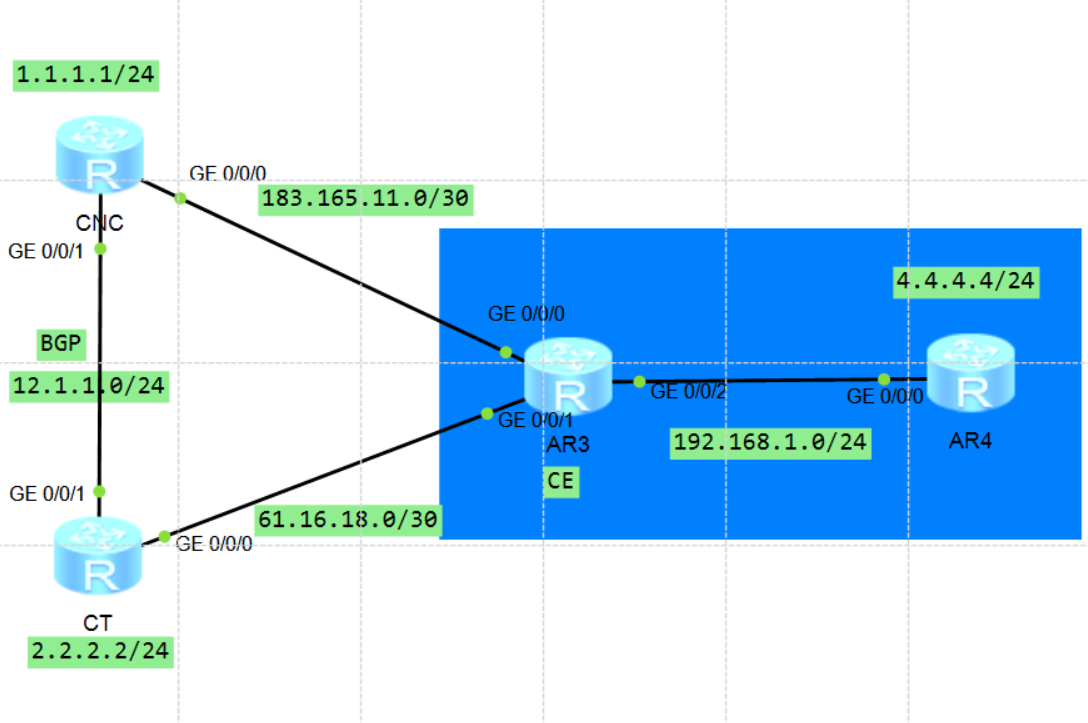 1.1.1.1/24
R
GE 0/0/0
183.165.11.0/30
CNC
GE 0/0/1
4.4.4.4/24
GE 0/0/0
BGP
12.1.1.0/24
R
R
GE 0/0/2
GE 0/0/0
GE 0/0/1
AR3
192.168.1.0/24
AR4
CE
GE 0/0/1
61.16.18.0/30
GE 0/0/0
R
CT
2.2.2.2/24